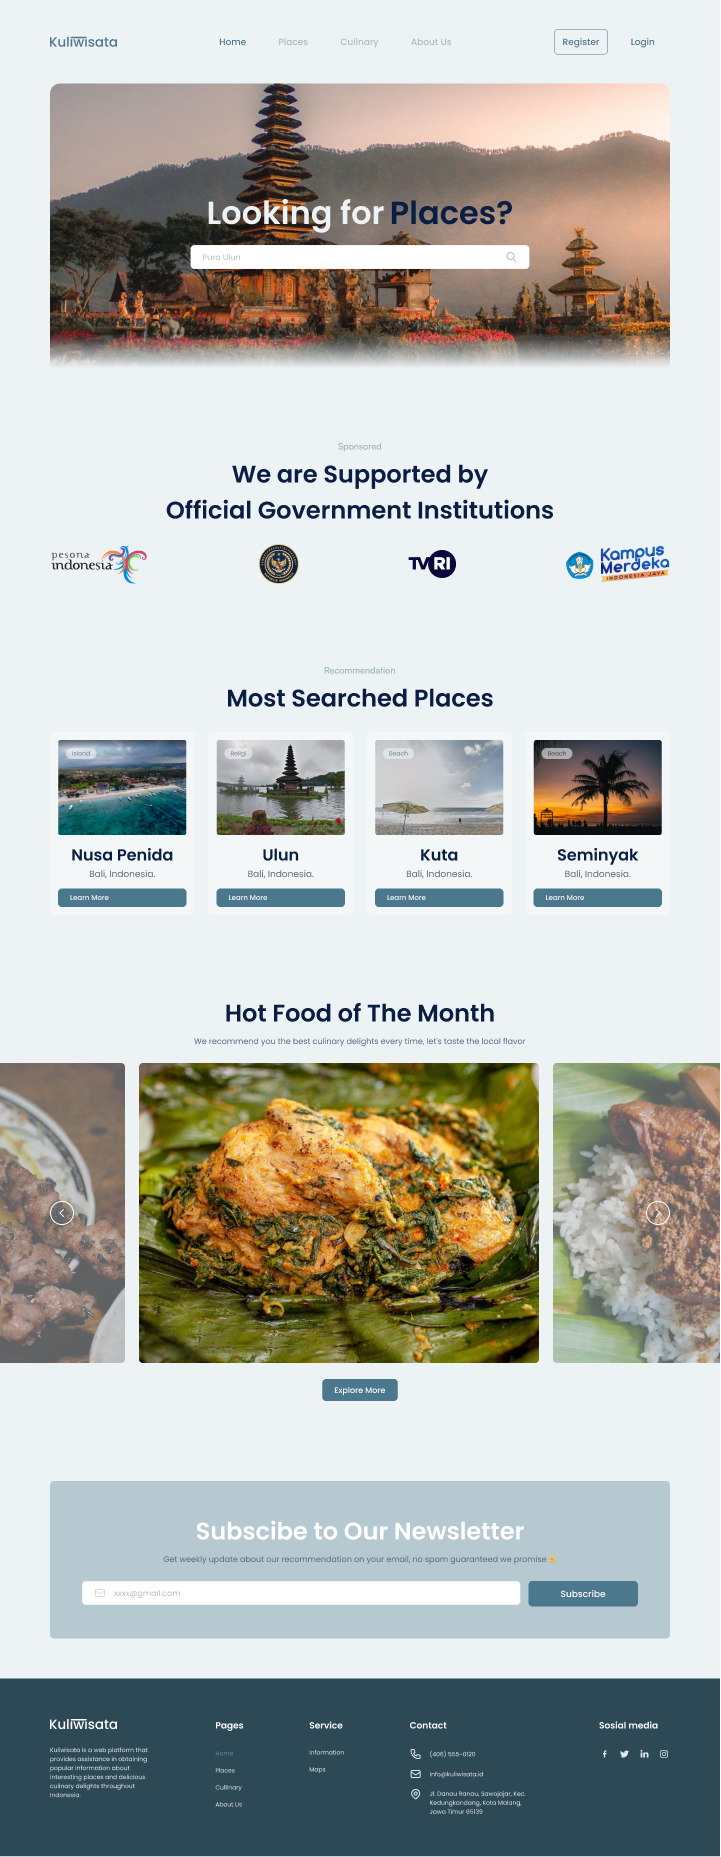 Kuliwisata
Home
Places
Culinary
About Us
Register
Login
Looking for Places?
Pura Ulun
Sponsored
We are Supported by
Official Government Institutions
pesona
indonesia
TVRI
Kampus
Merdeka
INDONESIA JAYA
Recommendation
Most Searched Places
Island
Nusa Penida
Bali, Indonesia.
Learn More
Religi
Ulun
Bali, Indonesia.
Learn More
Beach
Kuta
Bali, Indonesia.
Learn More
Beach
Seminyak
Bali, Indonesia.
Learn More
Hot Food of The Month
We recommend you the best culinary delights every time, let's taste the local flavor
Explore More
Subscibe to Our Newsletter
Get weekly update about our recommendation on your email, no spam guaranteed we promise
xxxx@gmail.com
Subscribe
Kuliwisata
Kuliwisata is a web platform that
provides assistance in obtaining
popular information about
interesting places and delicious
culinary delights throughout
Indonesia.
Pages
Home
Places
Cullinary
About Us
Service
Information
Maps
Contact
(406) 555-0120
info@kuliwisata.id
Jl. Danau Ranau, Sawojajar, Kec.
Kedungkandang, Kota Malang,
Jawa Timur 65139
Sosial media